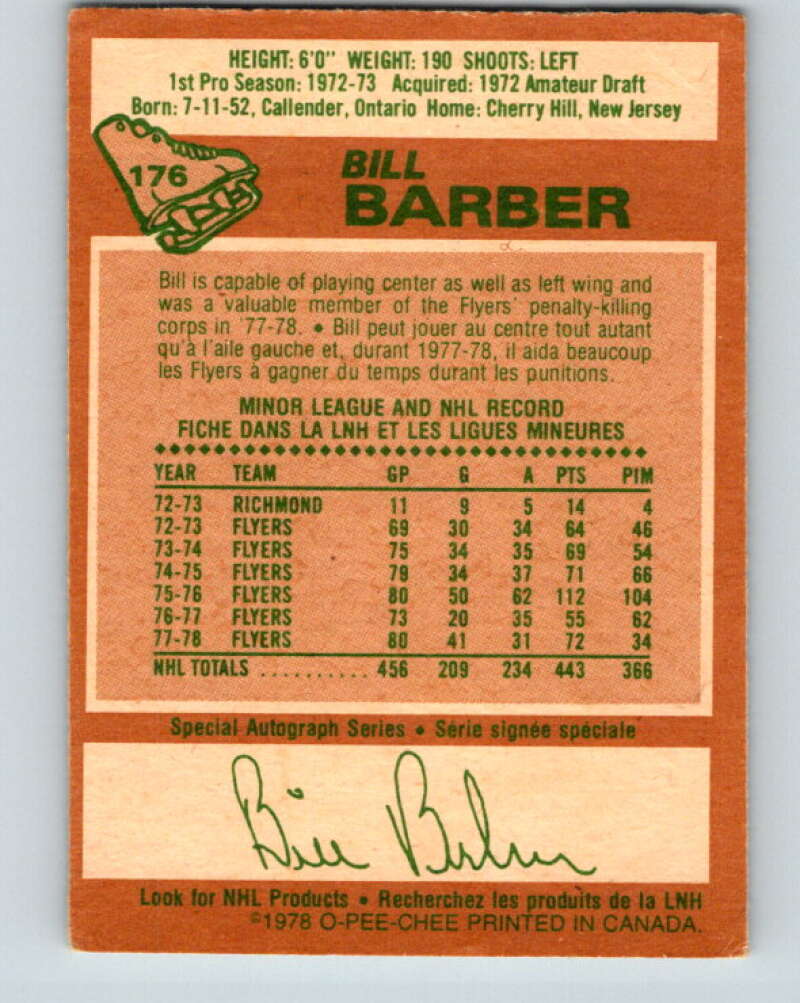 HEIGHT: 6'0" WEIGHT: 190 SHOOTS: LEFT
1st Pro Season: 1972-73 Acquired: 1972 Amateur Draft
Born: 7-11-52, Callender, Ontario Home: Cherry Hill, New Jersey
176
BILL
BARBER
Bill is capable of playing center as well as left wing and
was a valuable member of the Flyers' penalty-killing
corps in '77-78. • Bill peut jouer au centre tout autant
qu'à l'aile gauche et, durant 1977-78, il aida beaucoup
les Flyers à gagner du temps durant les punitions.
MINOR LEAGUE AND NHL RECORD
FICHE DANS LA LNH ET LES LIGUES MINEURES
YEAR TEAM GP G A PTS PIM
72-73 RICHMOND 11 9 5 14 4
72-73 FLYERS 69 30 34 64 46
73-74 FLYERS 75 34 35 69 54
74-75 FLYERS 79 34 37 71 66
75-76 FLYERS 80 50 62 112 104
76-77 FLYERS 73 20 35 55 62
77-78 FLYERS 80 41 31 72 34
NHL TOTALS .......... 456 209 234 443 366
Special Autograph Series • Série signée spéciale
Bill Barber
Look for NHL Products • Recherchez les produits de la LNH
©1978 O-PEE-CHEE PRINTED IN CANADA.